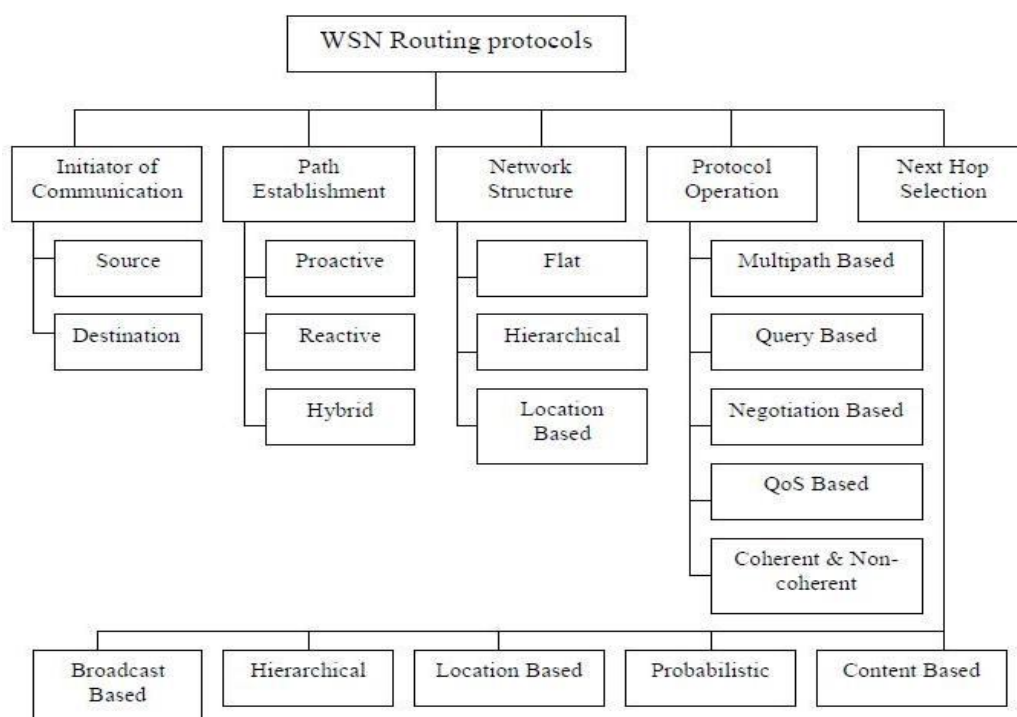 WSN Routing protocols
Initiator of
Communication
Path
Establishment
Network
Structure
Protocol
Operation
Next Hop
Selection
Source
Destination
Proactive
Reactive
Hybrid
Flat
Hierarchical
Location
Based
Multipath Based
Query Based
Negotiation Based
QoS Based
Coherent & Non-
coherent
Broadcast
Based
Hierarchical
Location Based
Probabilistic
Content Based